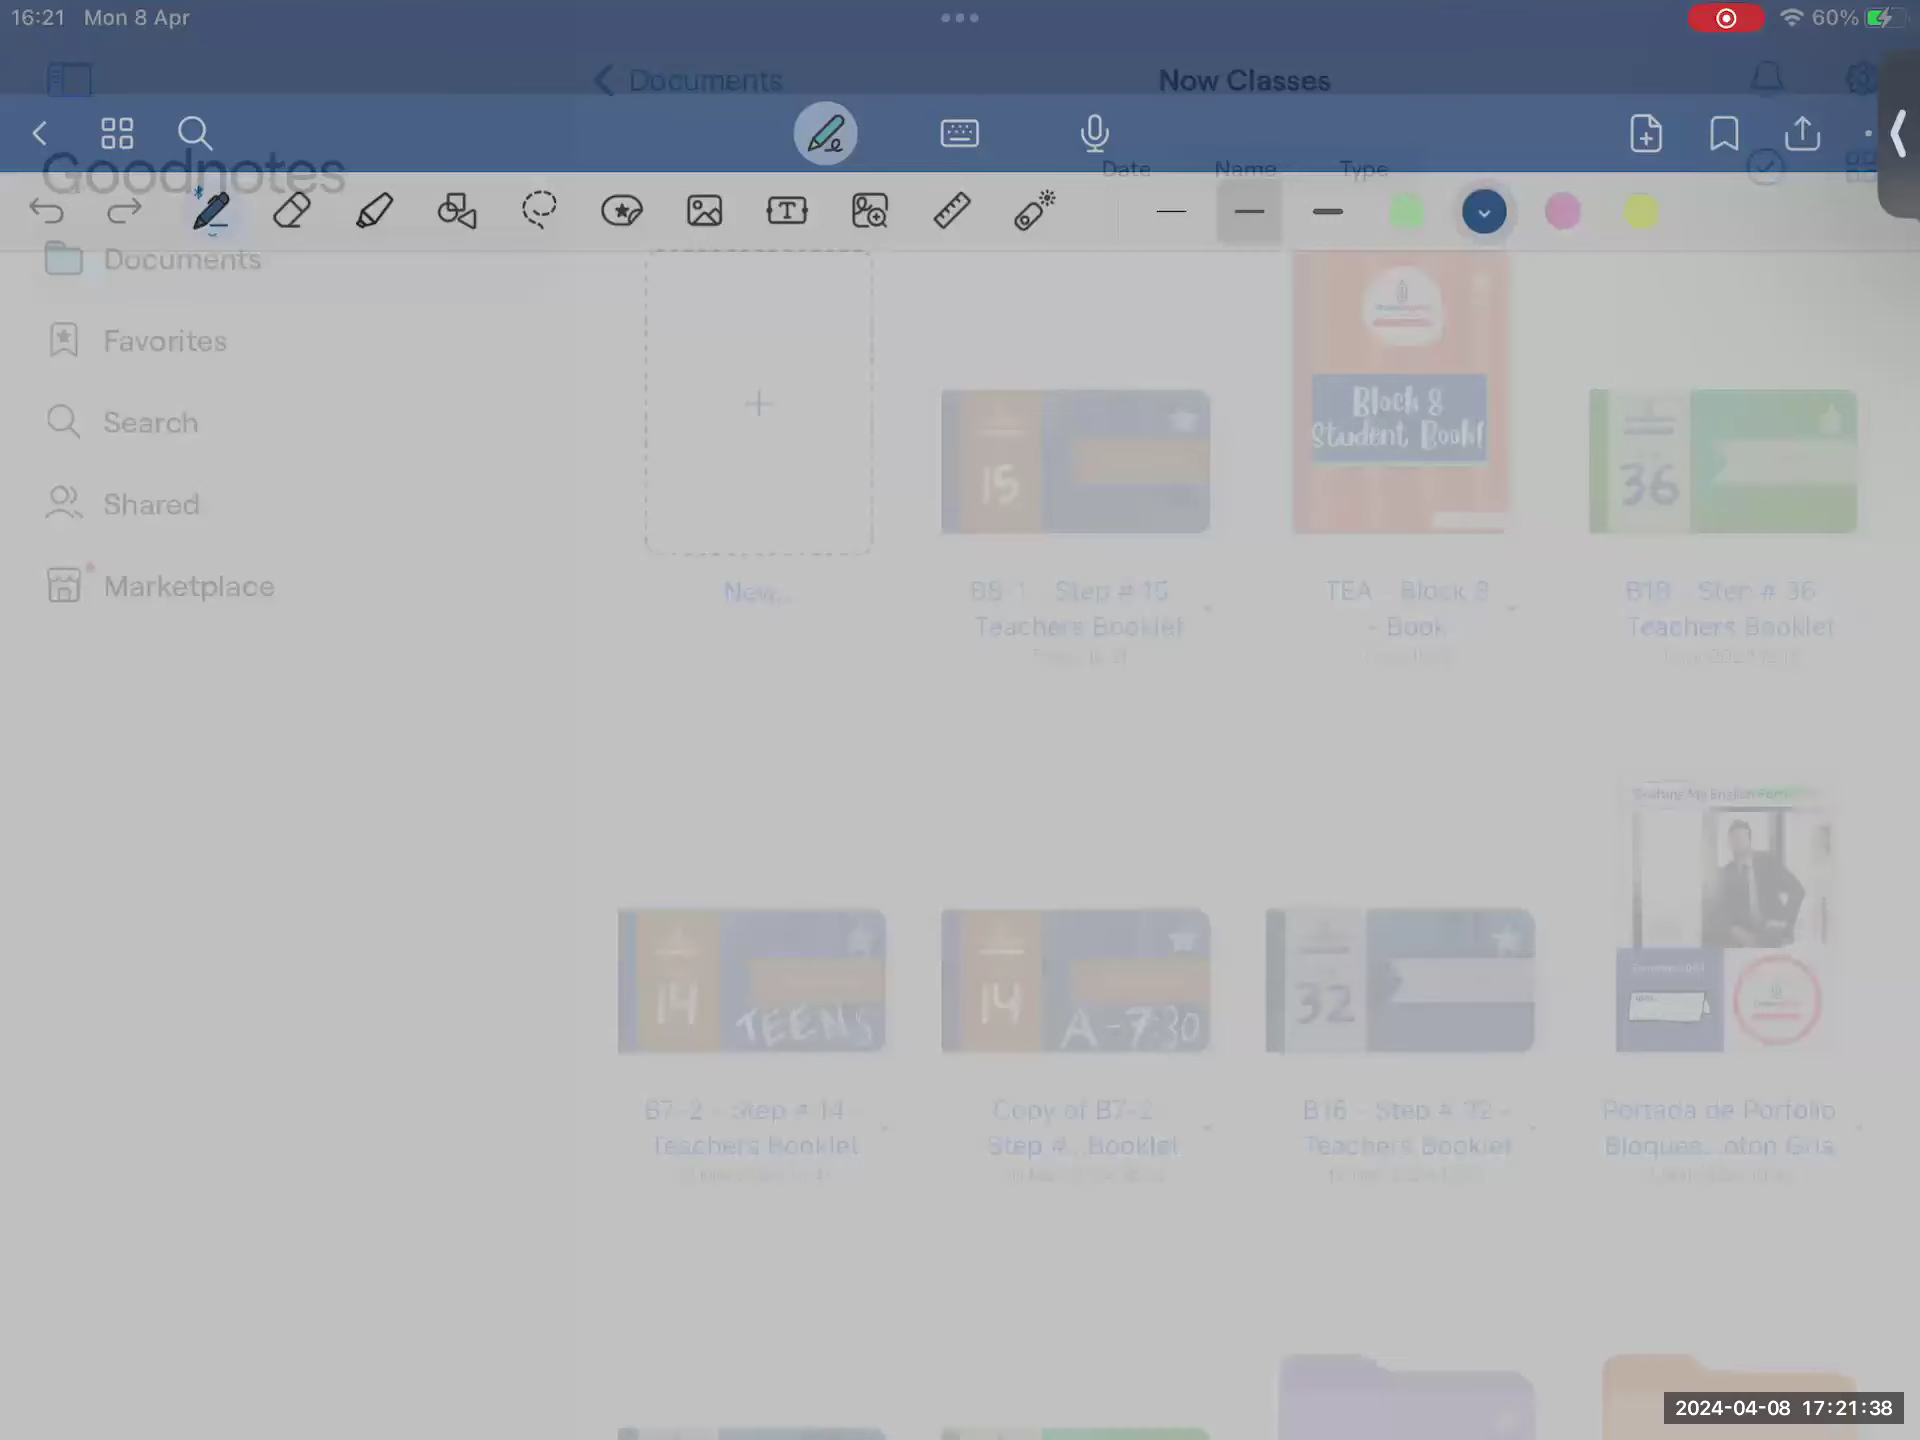 16:21 Mon 8 Apr
60%
Documents
Now Classes
Goodnotes
Date Name Type
Documents
Favorites
Search
Shared
Marketplace
15
Block 8
Student Book!
36
New...
B8-1 - Step # 15
Teachers Booklet
TEA - Block 8
- Book
B18 - Step # 36
Teachers Booklet
14
TEENS
14
A-7:30
32
B7-2 - Step # 14 -
Teachers Booklet
Copy of B7-2
Step #...Booklet
B16 - Step # 32 -
Teachers Booklet
Portada de Porfolio
Bloques...oton Gris
2024-04-08 17:21:38